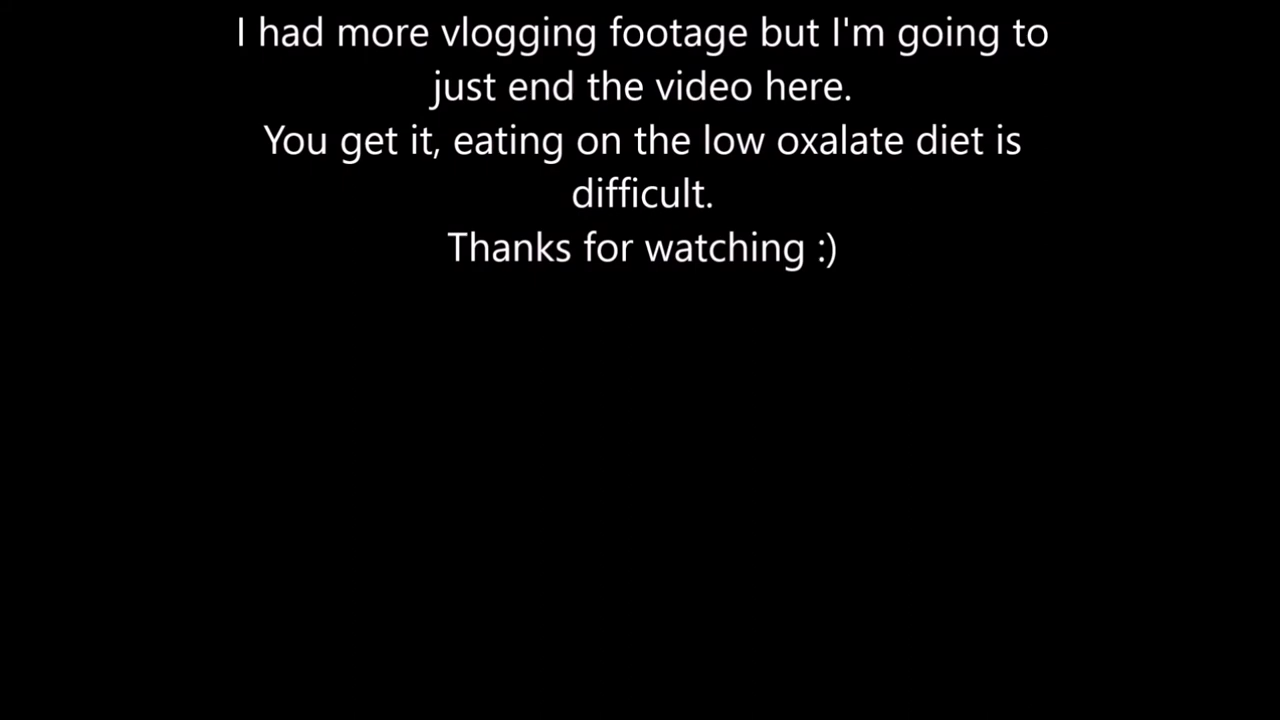 I had more vlogging footage but I'm going to
just end the video here.
You get it, eating on the low oxalate diet is
difficult.
Thanks for watching :)